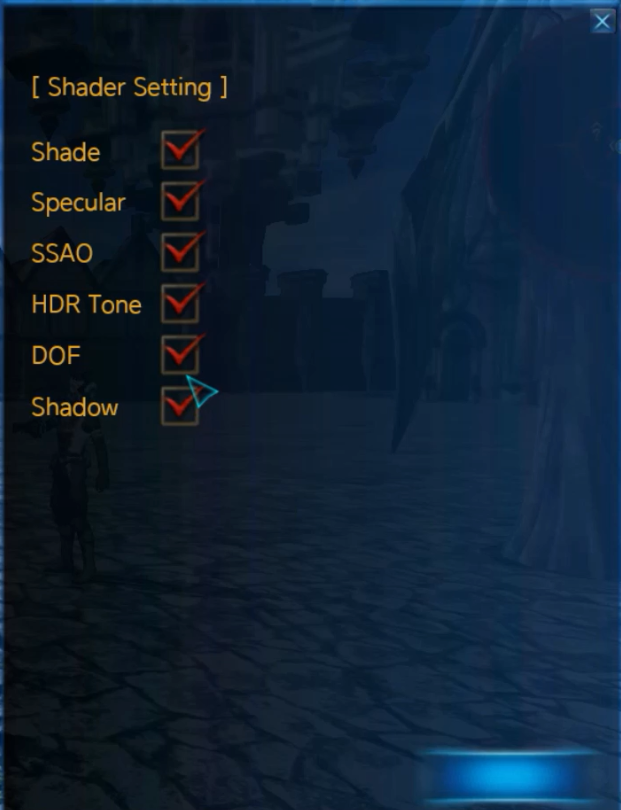 [ Shader Setting ]
Shade
Specular
SSAO
HDR Tone
DOF
Shadow